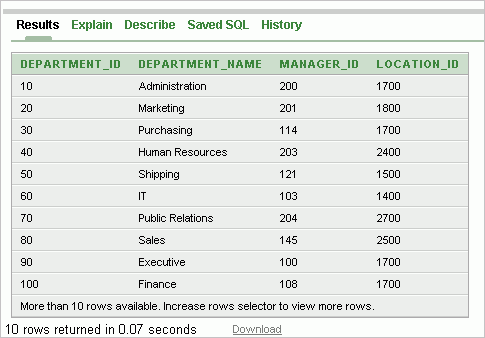 Results Explain Describe Saved SQL History
DEPARTMENT_ID DEPARTMENT_NAME MANAGER_ID LOCATION_ID
10 Administration 200 1700
20 Marketing 201 1800
30 Purchasing 114 1700
40 Human Resources 203 2400
50 Shipping 121 1500
60 IT 103 1400
70 Public Relations 204 2700
80 Sales 145 2500
90 Executive 100 1700
100 Finance 108 1700
More than 10 rows available. Increase rows selector to view more rows.
10 rows returned in 0.07 seconds Download